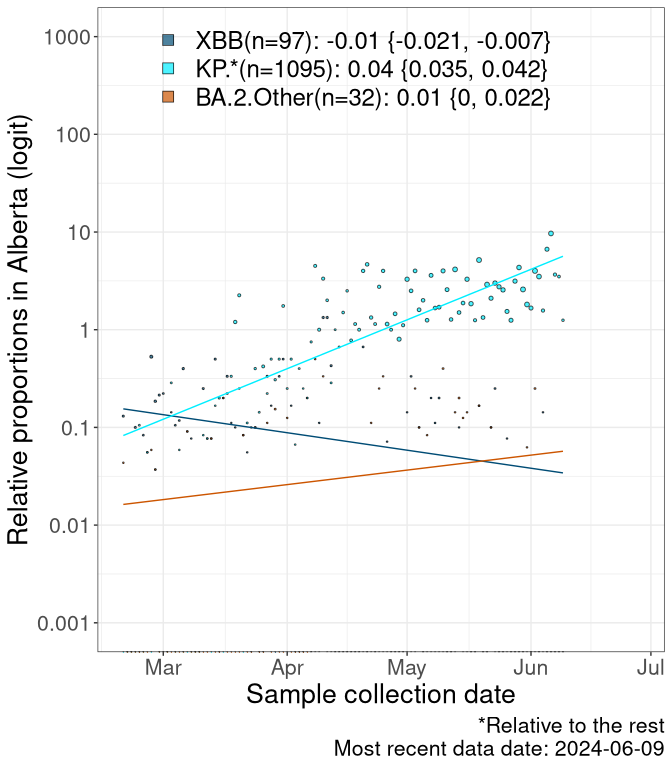 XBB(n=97): -0.01 {-0.021, -0.007}
KP.*(n=1095): 0.04 {0.035, 0.042}
BA.2.Other(n=32): 0.01 {0, 0.022}
Relative proportions in Alberta (logit)
1000
100
10
1
0.1
0.01
0.001
Mar Apr May Jun Jul
Sample collection date
*Relative to the rest
Most recent data date: 2024-06-09